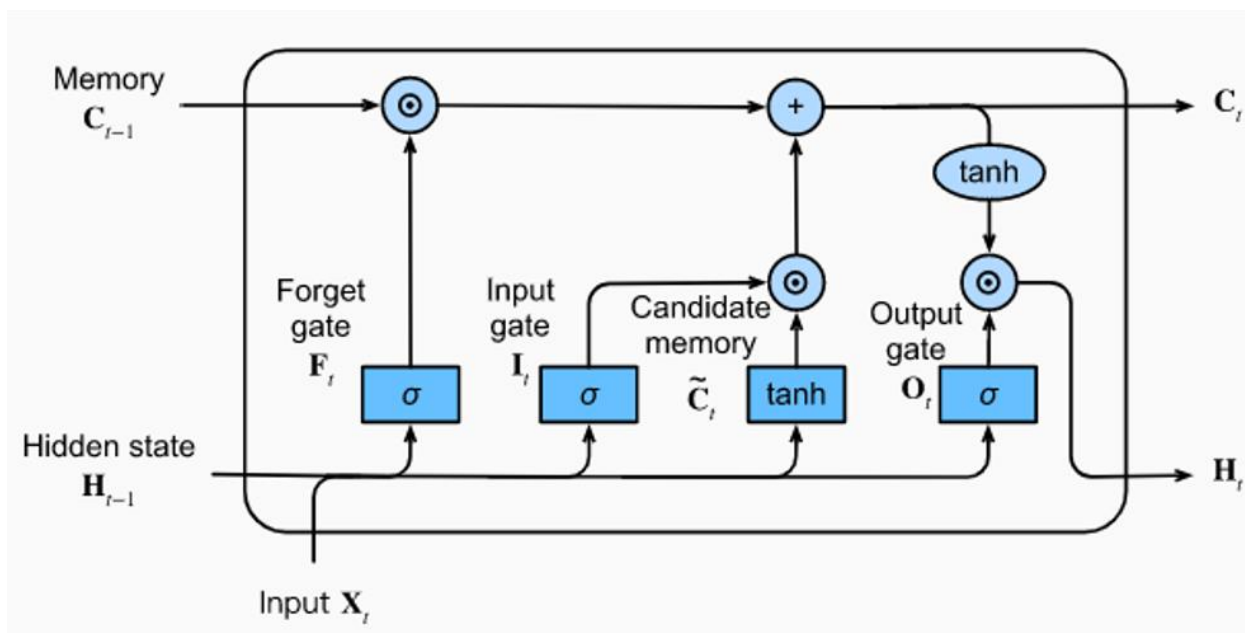 Memory
C_{t-1}
⊙
+
C_t
tanh
⊙
⊙
Forget
gate
F_t
Input
gate
I_t
Candidate
memory
C̃_t
Output
gate
O_t
σ
σ
tanh
σ
Hidden state
H_{t-1}
H_t
Input X_t